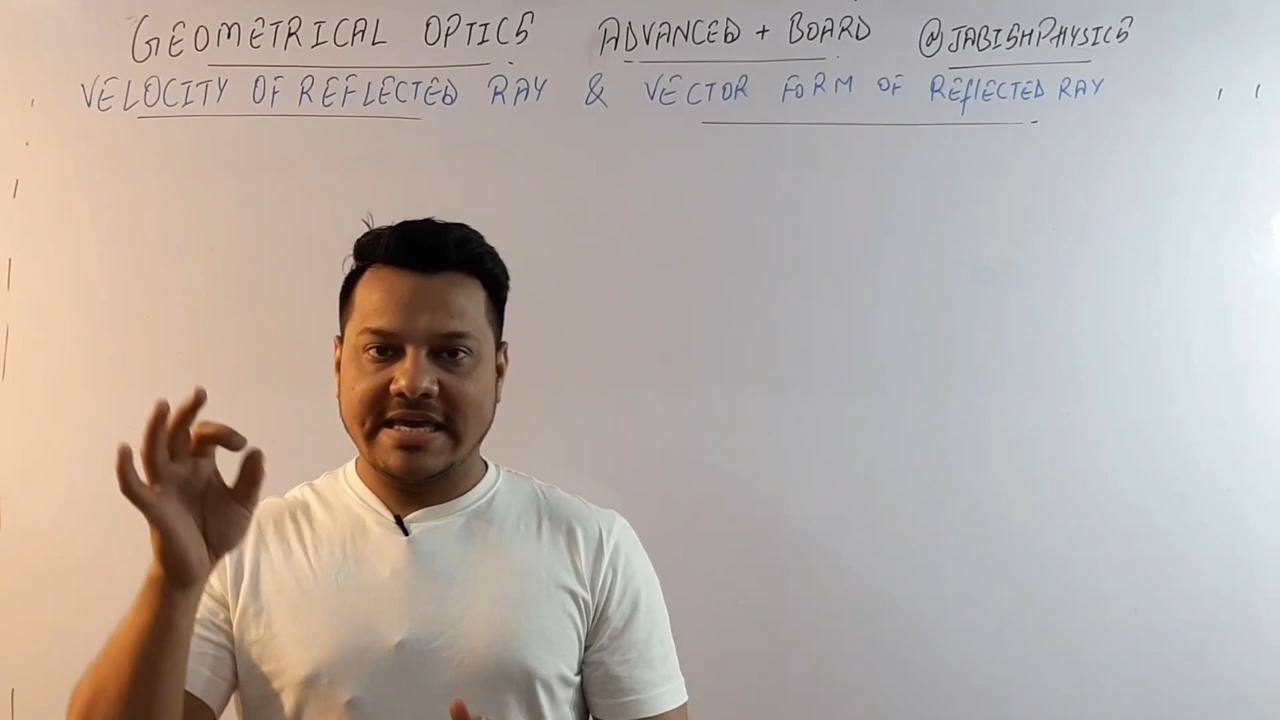 GEOMETRICAL OPTICS ADVANCED + BOARD @JABISHPHYSICS
VELOCITY OF REFLECTED RAY & VECTOR FORM OF REFLECTED RAY